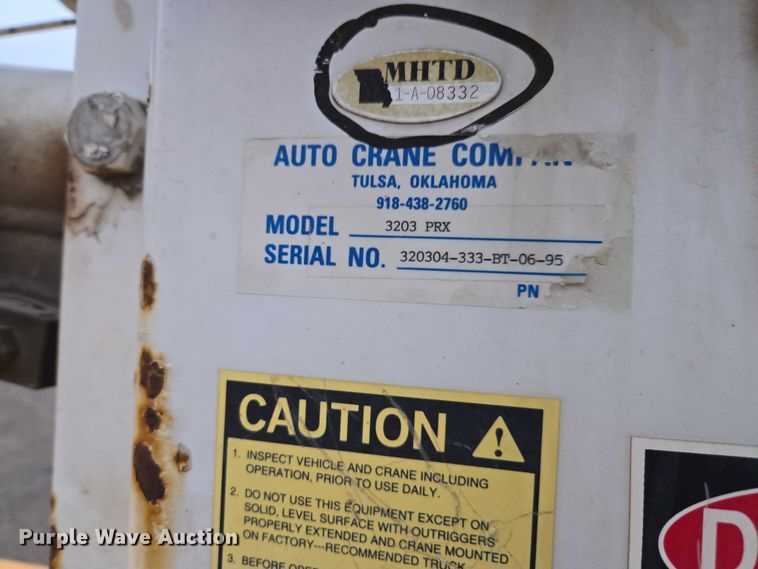 MHTD
1-A-08332
AUTO CRANE
TULSA, OKLAHOMA
918-438-2760
MODEL 3203 PRX
SERIAL NO. 320304-333-BT-06-95
PN
CAUTION
1. INSPECT VEHICLE AND CRANE INCLUDING
OPERATION, PRIOR TO USE DAILY.
2. DO NOT USE THIS EQUIPMENT EXCEPT ON
SOLID, LEVEL SURFACE WITH OUTRIGGERS
PROPERLY EXTENDED AND CRANE MOUNTED
ON FACTORY---RECOMMENDED TRUCK
3. BEFORE
D
Purple Wave Auction